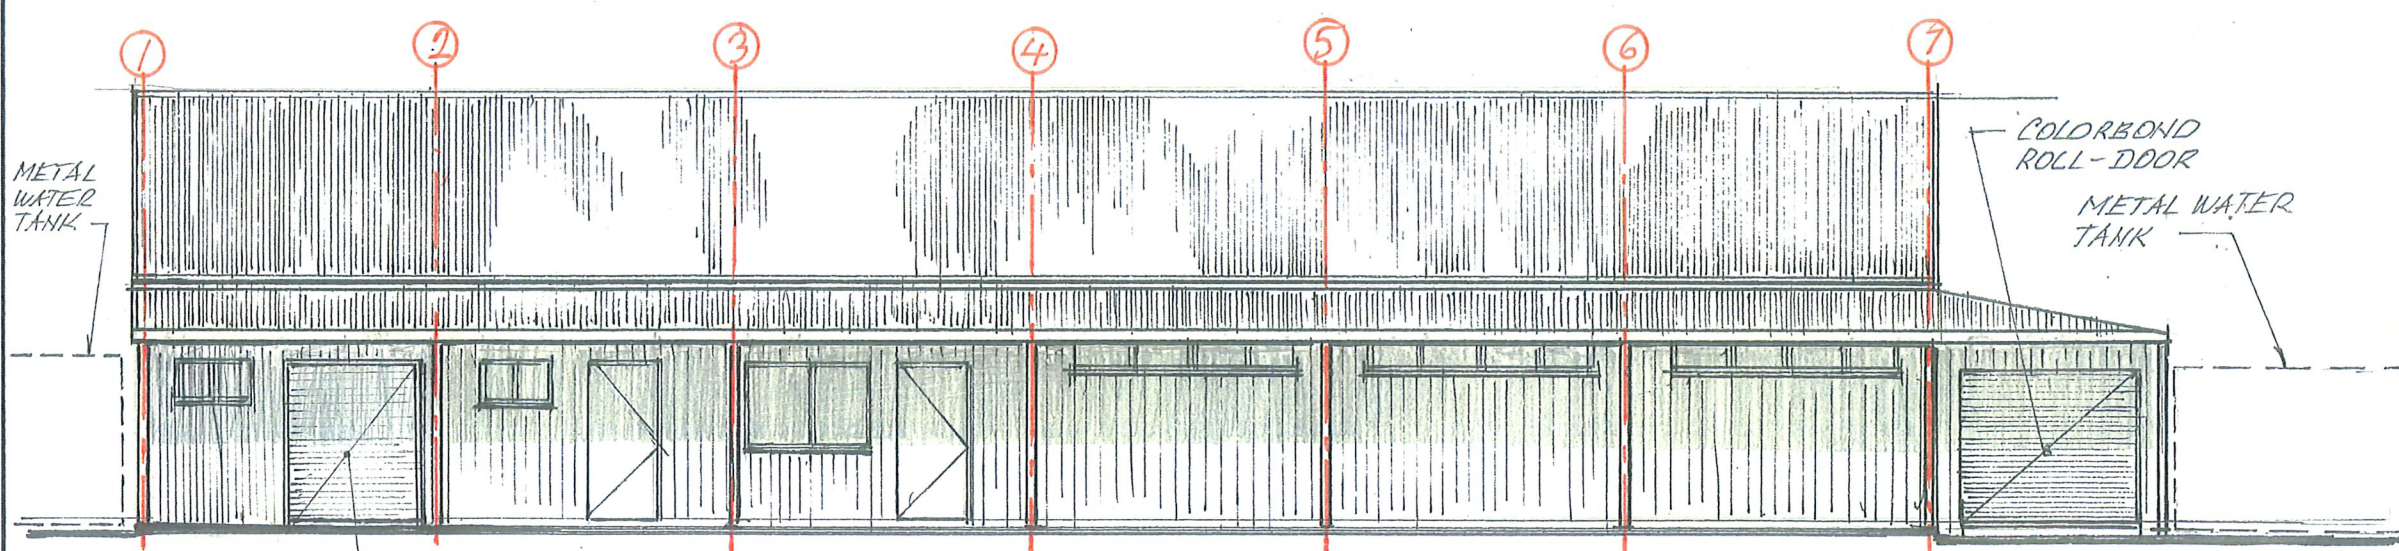 1 2 3 4 5 6 7
METAL
WATER
TANK
COLORBOND
ROLL-DOOR
METAL WATER
TANK